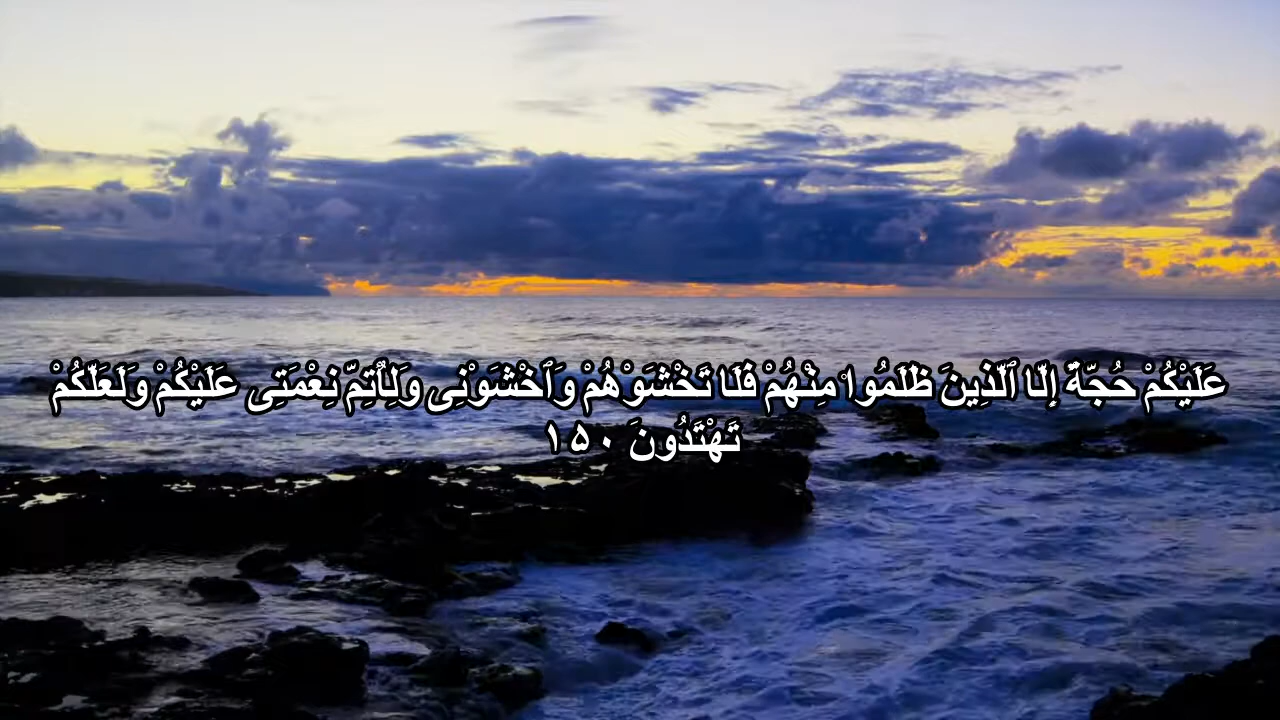 عَلَيْكُمْ حُجَّةٌ إِلَّا ٱلَّذِينَ ظَلَمُوا۟ مِنْهُمْ فَلَا تَخْشَوْهُمْ وَٱخْشَوْنِى وَلِأُتِمَّ نِعْمَتِى عَلَيْكُمْ وَلَعَلَّكُمْ
تَهْتَدُونَ ١٥٠